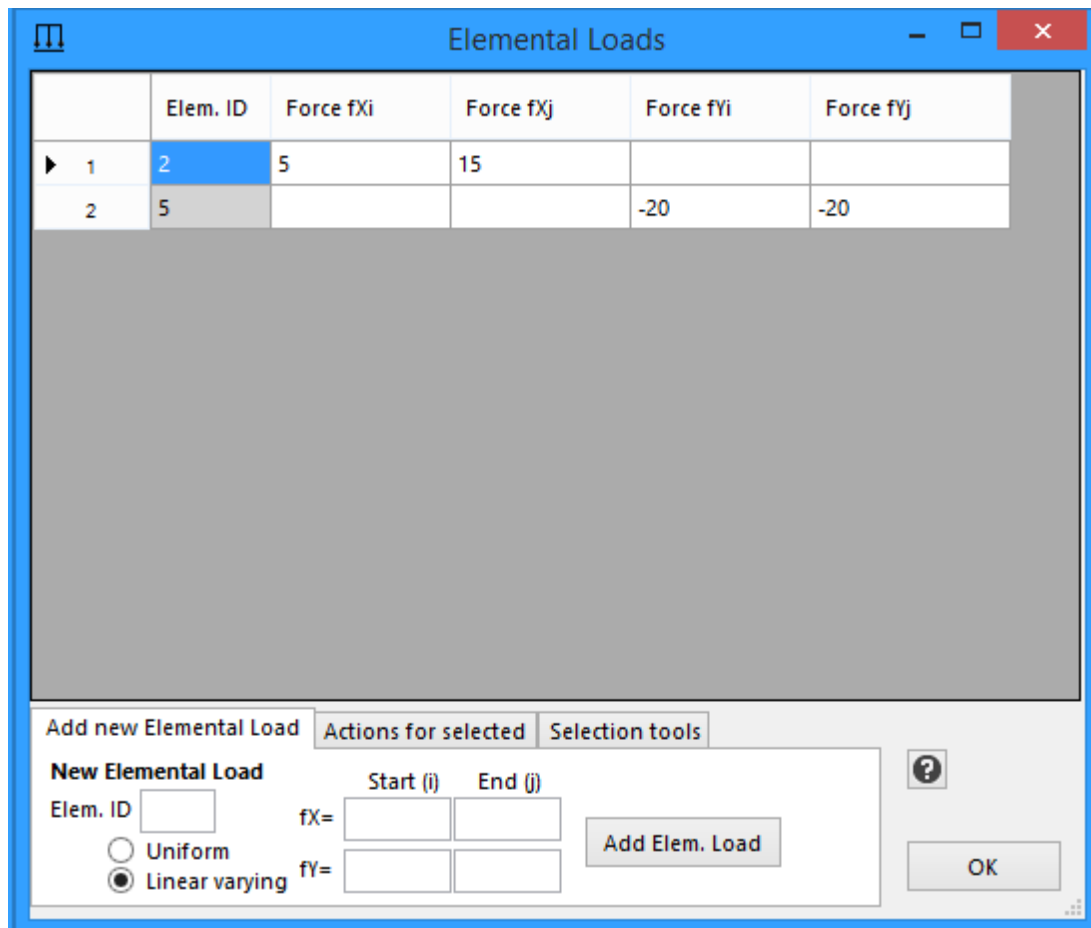 Elemental Loads
Elem. ID Force fXi Force fXj Force fYi Force fYj
1 2 5 15
2 5 -20 -20
Add new Elemental Load Actions for selected Selection tools
New Elemental Load
Start (i) End (j)
Elem. ID
fX=
Uniform
Add Elem. Load
Linear varying
fY=
OK